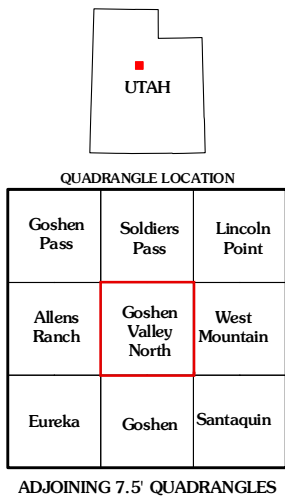 UTAH
QUADRANGLE LOCATION
Goshen
Pass
Soldiers
Pass
Lincoln
Point
Allens
Ranch
Goshen
Valley
North
West
Mountain
Eureka
Goshen
Santaquin
ADJOINING 7.5' QUADRANGLES